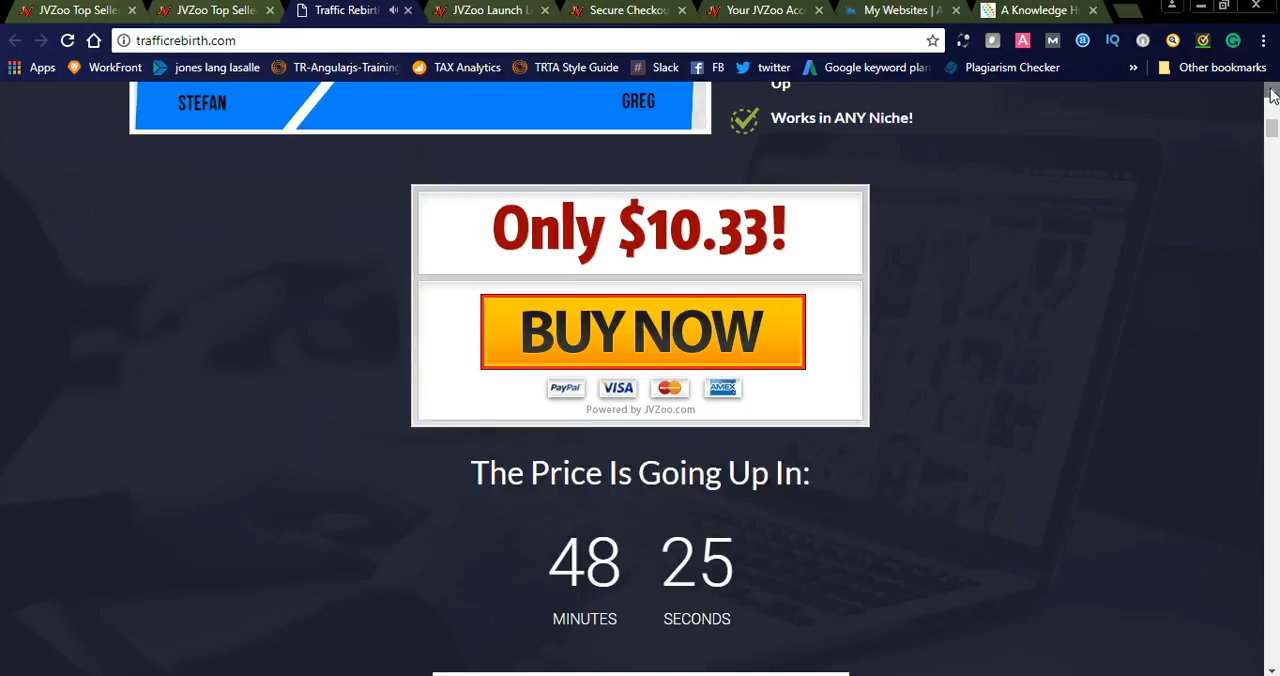 JVZoo TopSelle
JVZoo Top Selle
Traffic Rebirth
JVZoo Launch L
Secure Checkou
Your JVZoo Acc
My Websites | A
A Knowledge H
trafficrebirth.com
Apps
WorkFront
jones lang lasalle
TR-Angularjs-Training
TAX Analytics
TRTA Style Guide
Slack
FB
twitter
Google keyword plan
Plagiarism Checker
»
Other bookmarks
STEFAN
GREG
Up
Works in ANY Niche!
Only $10.33!
BUY NOW
PayPal VISA MasterCard AMEX
Powered by JVZoo.com
The Price Is Going Up In:
48 25
MINUTES SECONDS